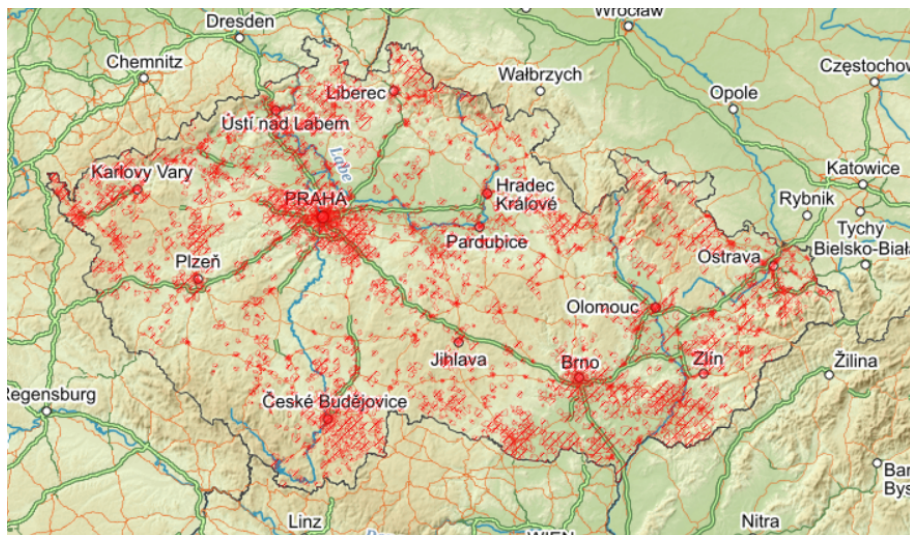 Wrocław
Dresden
Chemnitz
Wałbrzych
Częstochow
Liberec
Opole
Ústí nad Labem
Labe
Karlovy Vary
Katowice
PRAHA
Hradec
Králové
Rybnik
Tychy
Pardubice
Plzeň
Ostrava
Bielsko-Biała
Olomouc
Jihlava
Brno
Zlín
Žilina
Regensburg
České Budějovice
Ban
Bys
Linz
Nitra
WIEN